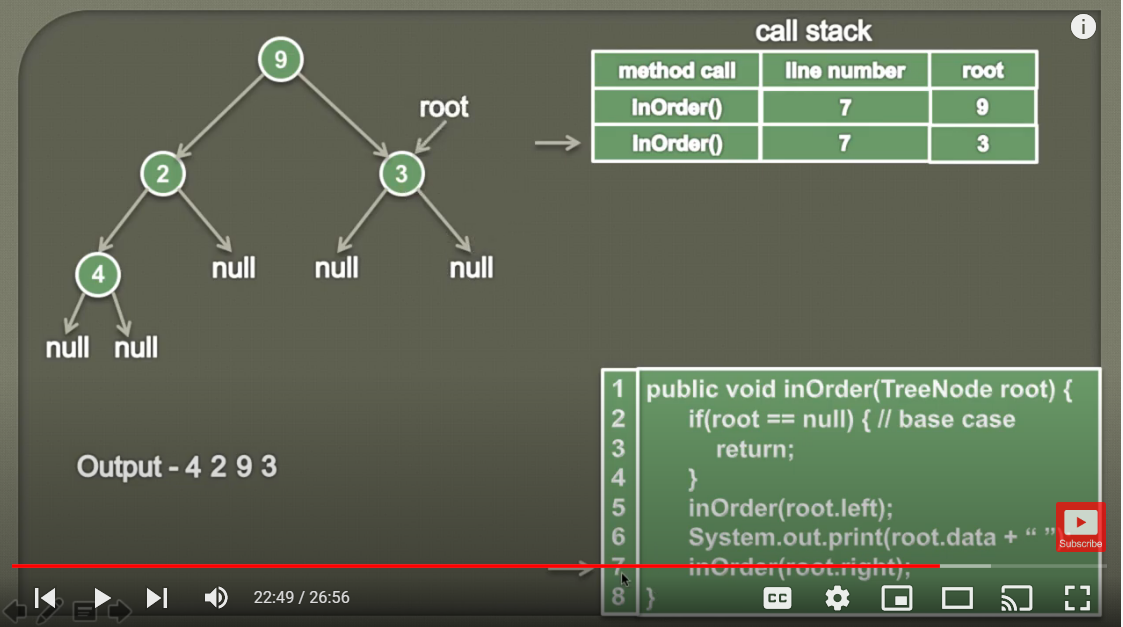 call stack
method call line number root
InOrder() 7 9
InOrder() 7 3
9
root
2
3
null
null
null
4
null
null
Output - 4 2 9 3
1 public void inOrder(TreeNode root) {
2 if(root == null) { // base case
3 return;
4 }
5 inOrder(root.left);
6 System.out.print(root.data + “ ”)
7 inOrder(root.right);
8 }
Subscribe
22:49 / 26:56
CC